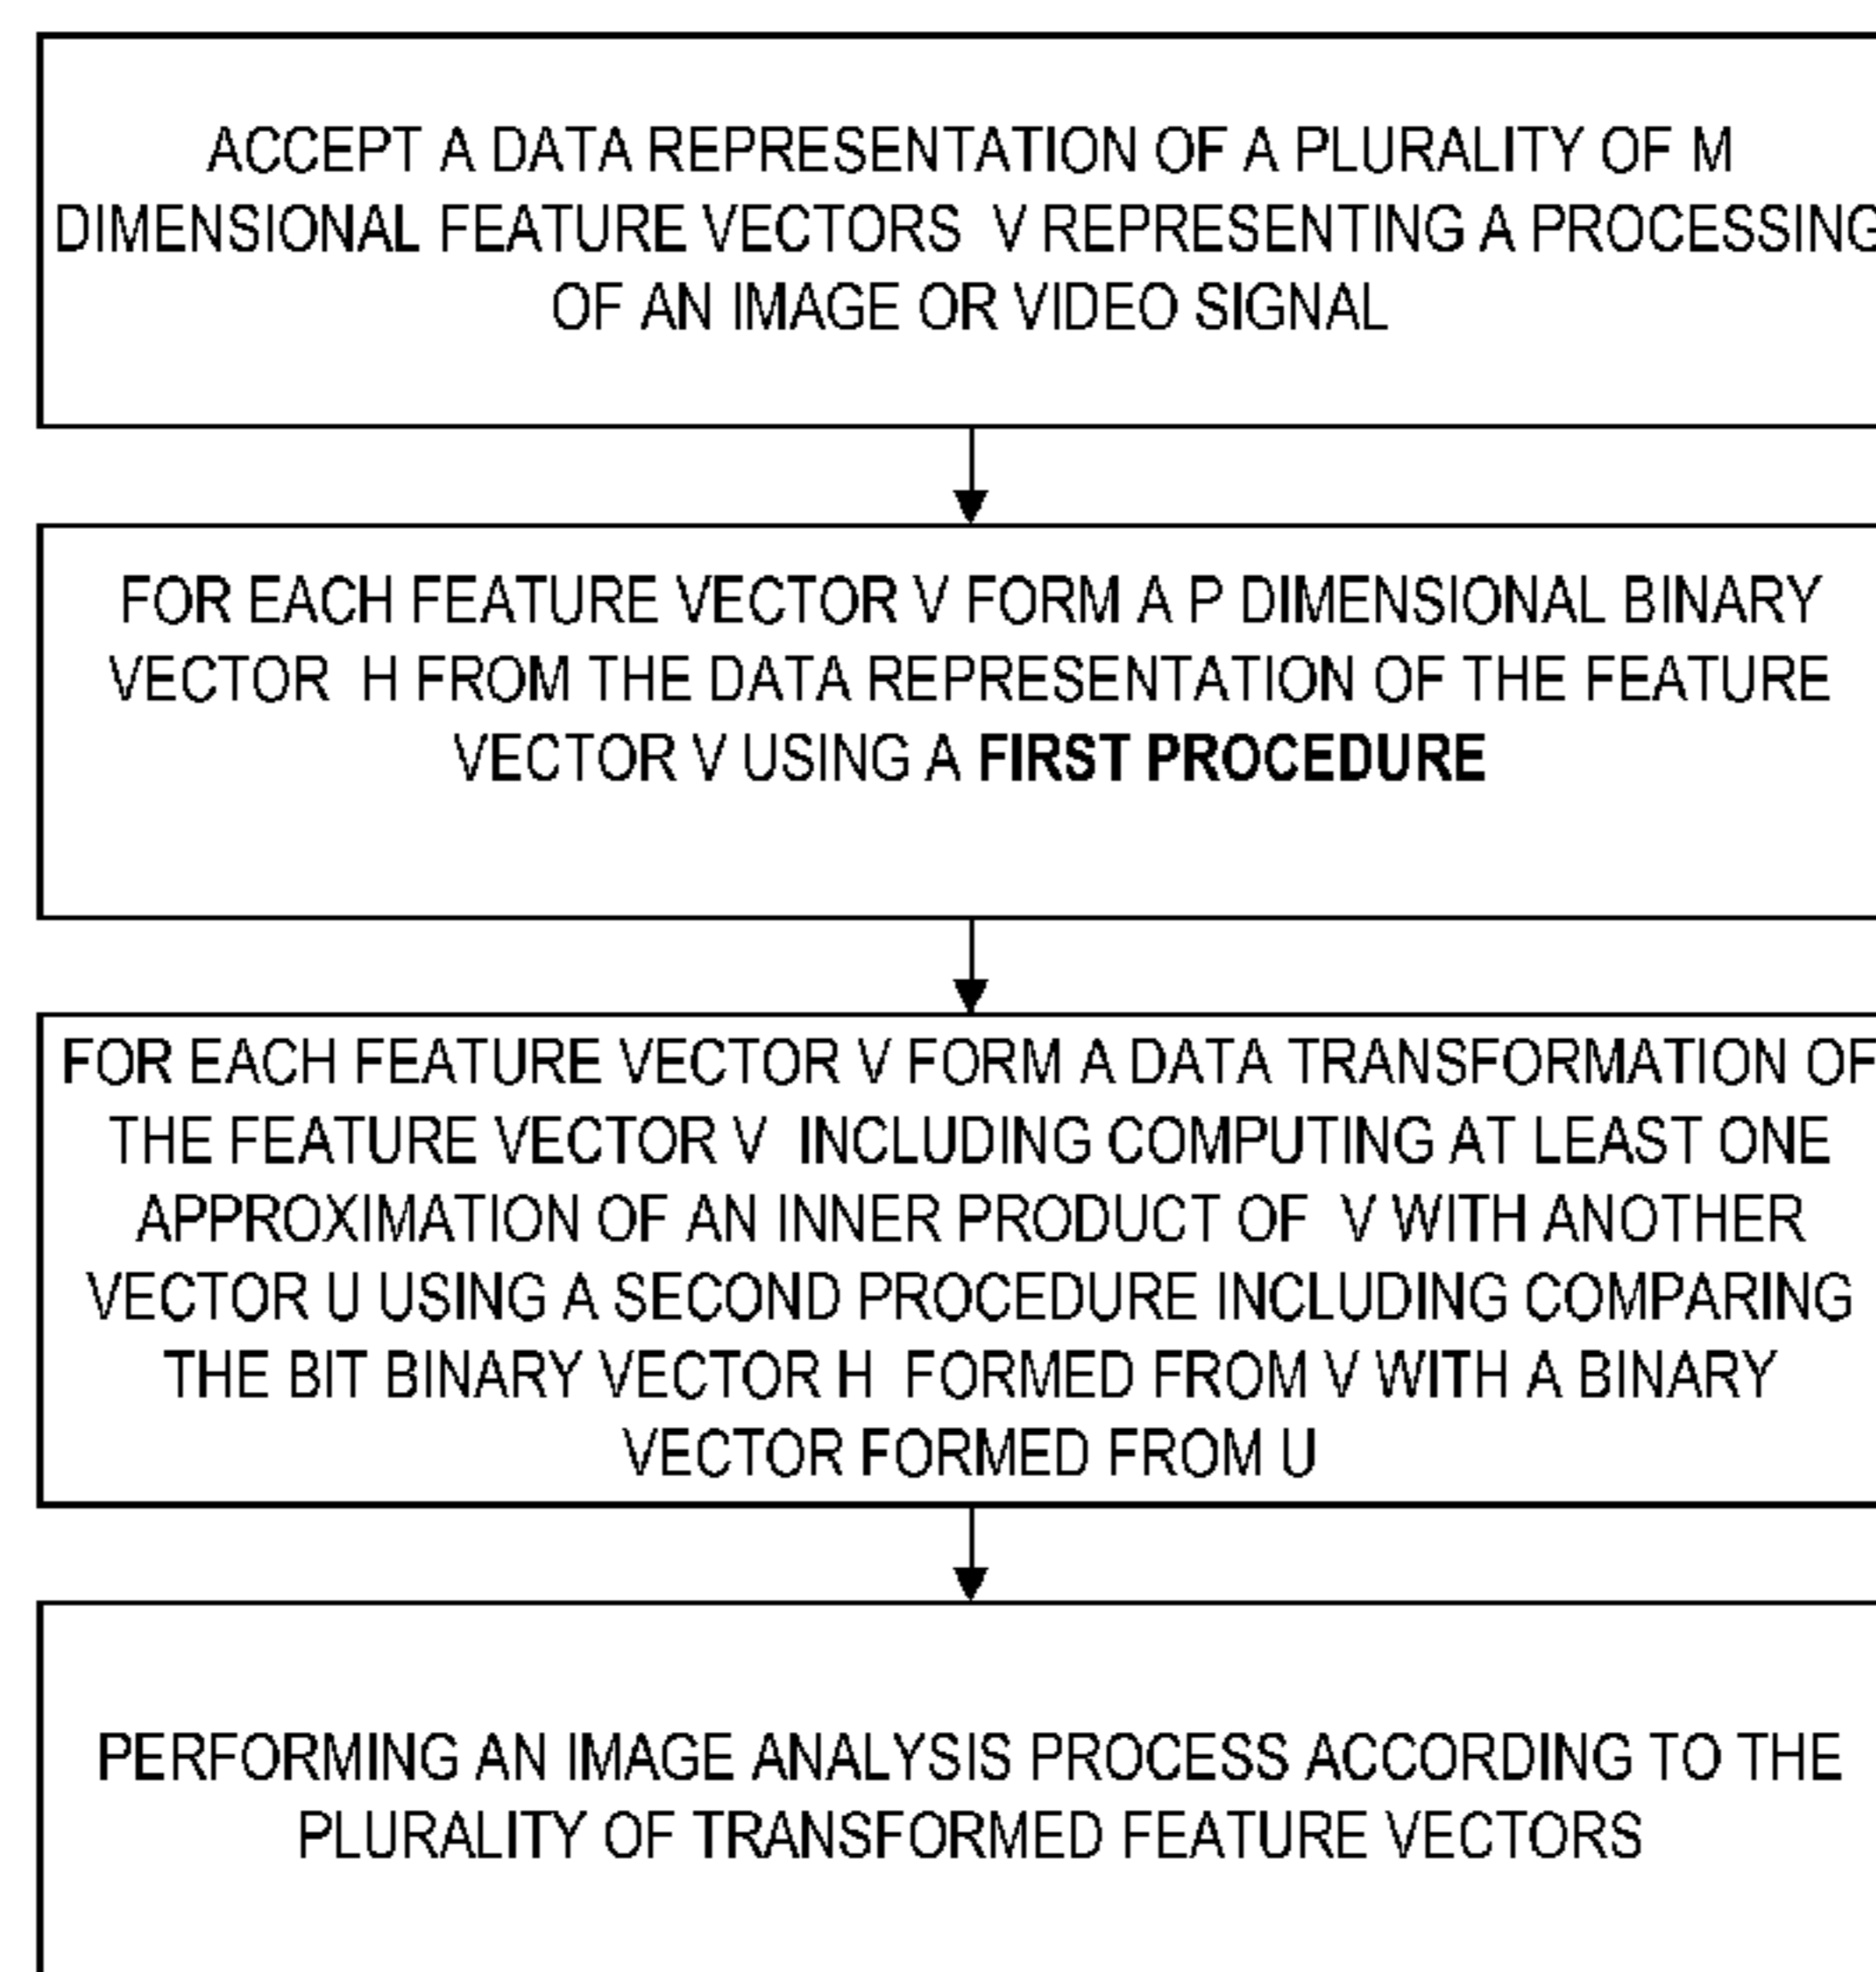 ACCEPT A DATA REPRESENTATION OF A PLURALITY OF M
DIMENSIONAL FEATURE VECTORS V REPRESENTING A PROCESSING
OF AN IMAGE OR VIDEO SIGNAL
FOR EACH FEATURE VECTOR V FORM A P DIMENSIONAL BINARY
VECTOR H FROM THE DATA REPRESENTATION OF THE FEATURE
VECTOR V USING A FIRST PROCEDURE
FOR EACH FEATURE VECTOR V FORM A DATA TRANSFORMATION OF
THE FEATURE VECTOR V INCLUDING COMPUTING AT LEAST ONE
APPROXIMATION OF AN INNER PRODUCT OF V WITH ANOTHER
VECTOR U USING A SECOND PROCEDURE INCLUDING COMPARING
THE BIT BINARY VECTOR H FORMED FROM V WITH A BINARY
VECTOR FORMED FROM U
PERFORMING AN IMAGE ANALYSIS PROCESS ACCORDING TO THE
PLURALITY OF TRANSFORMED FEATURE VECTORS